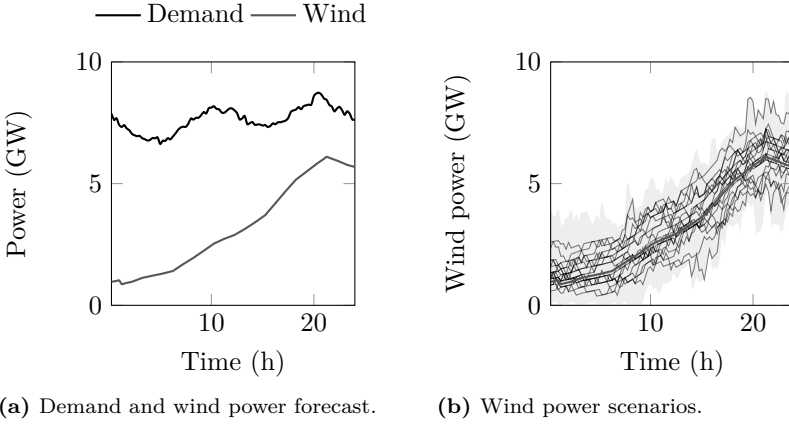 Demand Wind
10
5
0
10 20
Power (GW)
Time (h)
(a) Demand and wind power forecast.
10
5
0
10 20
Wind power (GW)
Time (h)
(b) Wind power scenarios.